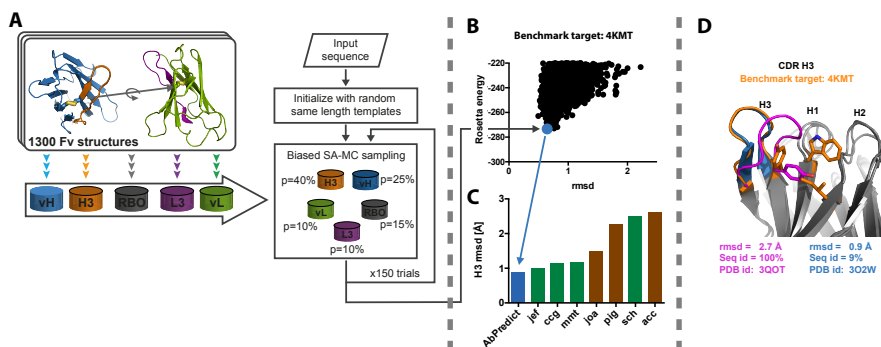 A
1300 Fv structures
vH
H3
RBO
L3
vL
Input
sequence
Initialize with random
same length templates
Biased SA-MC sampling
p=40%
H3
vH
p=25%
vL
RBO
p=10%
p=15%
L3
p=10%
x150 trials
B
Benchmark target: 4KMT
Rosetta energy
-220
-240
-260
-280
-300
0
1
2
rmsd
C
H3 rmsd [Å]
3
2
1
0
AbPredict
jef
ccg
mmt
joa
pig
sch
acc
D
CDR H3
Benchmark target: 4KMT
H3
H1
H2
rmsd = 2.7 Å
Seq id = 100%
PDB id: 3QOT
rmsd = 0.9 Å
Seq id = 9%
PDB id: 3O2W